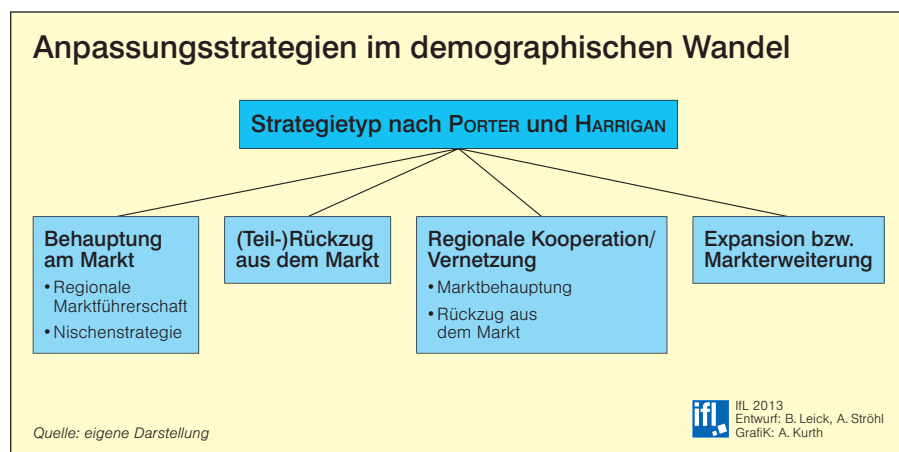 Anpassungsstrategien im demographischen Wandel
Strategietyp nach PORTER und HARRIGAN
Behauptung
am Markt
• Regionale
Marktführerschaft
• Nischenstrategie
(Teil-)Rückzug
aus dem Markt
Regionale Kooperation/
Vernetzung
• Marktbehauptung
• Rückzug aus
dem Markt
Expansion bzw.
Markterweiterung
Quelle: eigene Darstellung
ifl
IfL 2013
Entwurf: B. Leick, A. Ströhl
GrafiK: A. Kurth